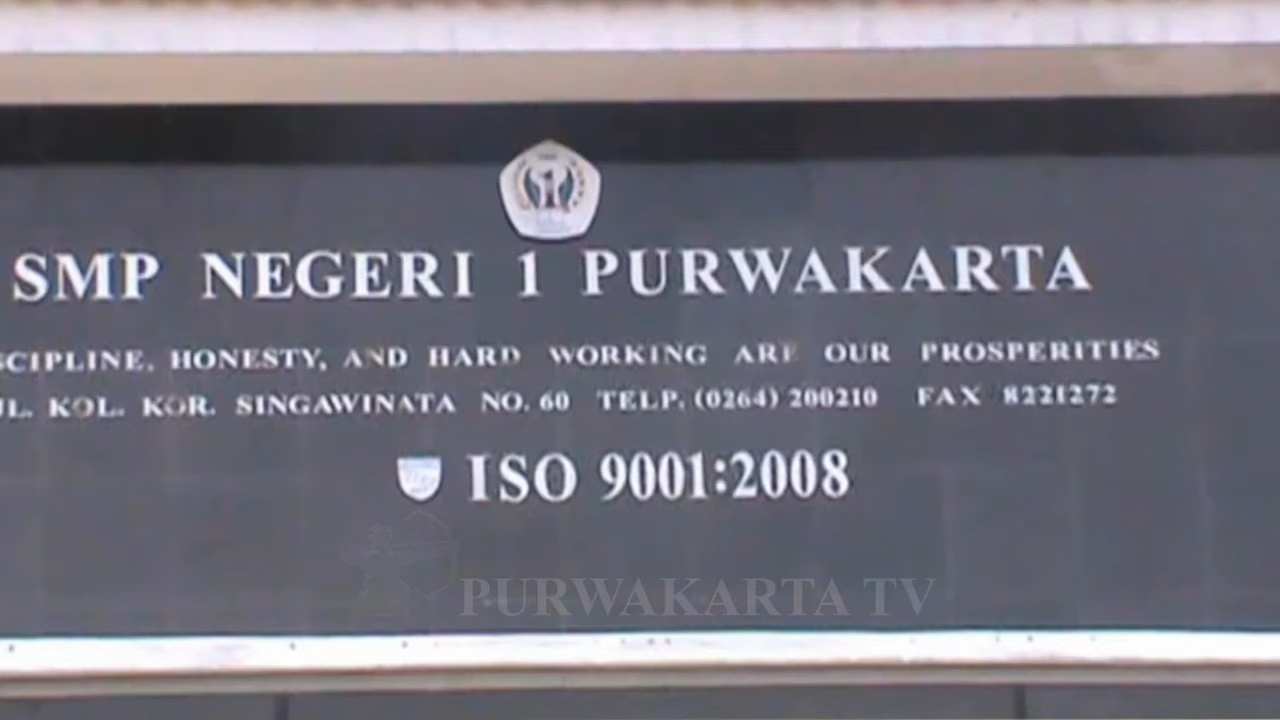 SMP NEGERI 1 PURWAKARTA
SCIPLINE, HONESTY, AND HARD WORKING ARE OUR PROSPERITIES
JL. KOL. KOR. SINGAWINATA NO. 60 TELP. (0264) 200210 FAX 8221272
ISO 9001:2008
PURWAKARTA TV